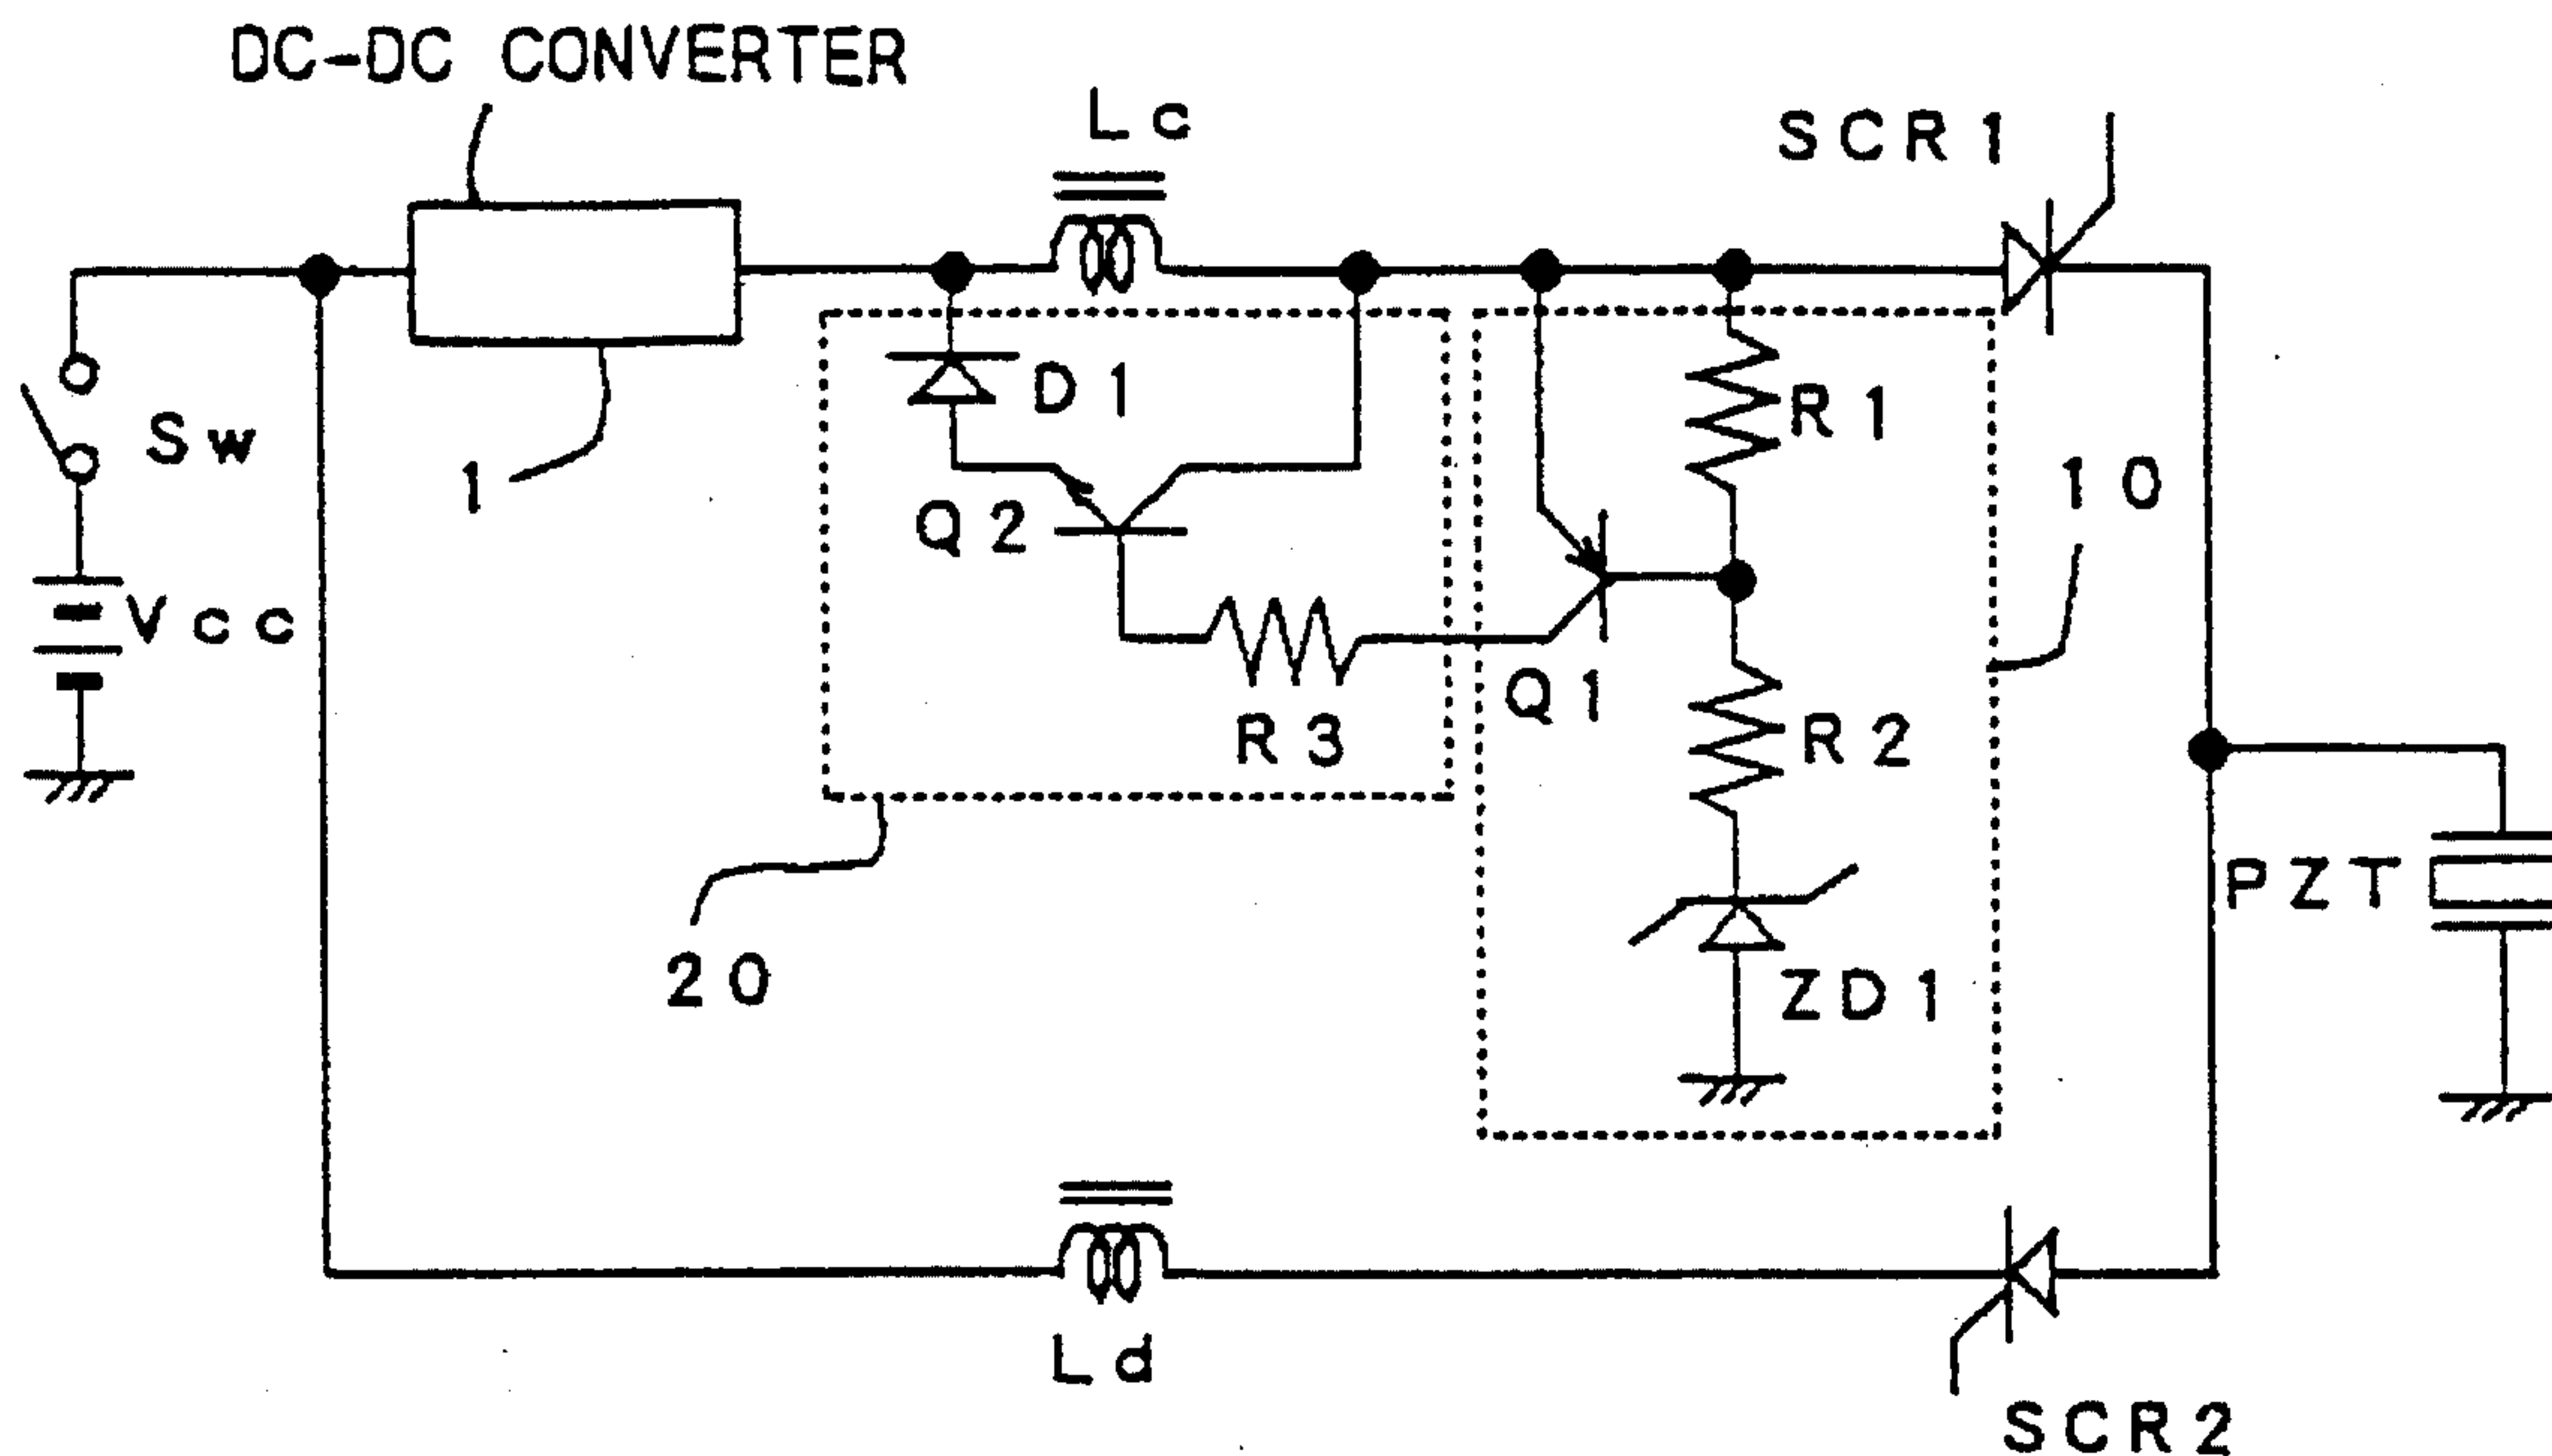 DC-DC CONVERTER
Lc
SCR1
Sw
1
D1
R1
10
Q2
Vcc
Q1
R3
R2
PZT
20
ZD1
Ld
SCR2